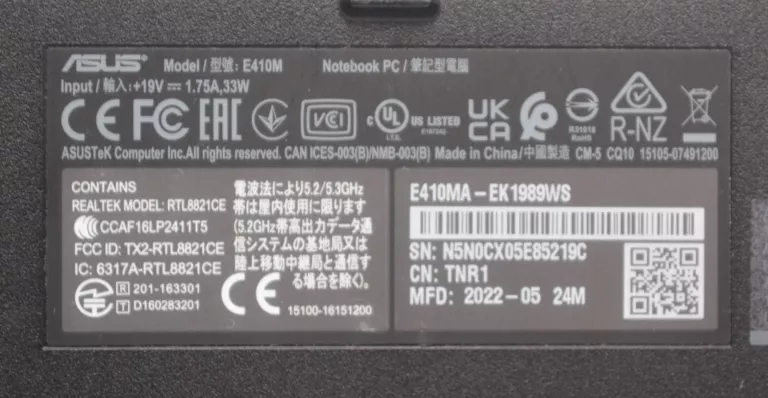 ASUS Model / 型號: E410M Notebook PC / 筆記型電腦
Input / 輸入: +19V⎓ 1.75A,33W
CE FC EAC VCCI c UL US LISTED I.T.E. UK CA R31018 RoHS R-NZ
ASUSTeK Computer Inc.All rights reserved. CAN ICES-003(B)/NMB-003(B) Made in China/中國製造 CM-5 CQ10 15105-07491200
CONTAINS
REALTEK MODEL: RTL8821CE
CCAF16LP2411T5
FCC ID: TX2-RTL8821CE
IC: 6317A-RTL8821CE
R 201-163301
T D160283201
電波法により5.2/5.3GHz
帯は屋内使用に限ります
(5.2GHz帯高出力データ通
信システムの基地局又は
陸上移動中継局と通信す
る場合を除く)。
CE
15100-16151200
E410MA-EK1989WS
SN: N5N0CX05E85219C
CN: TNR1
MFD: 2022-05 24M